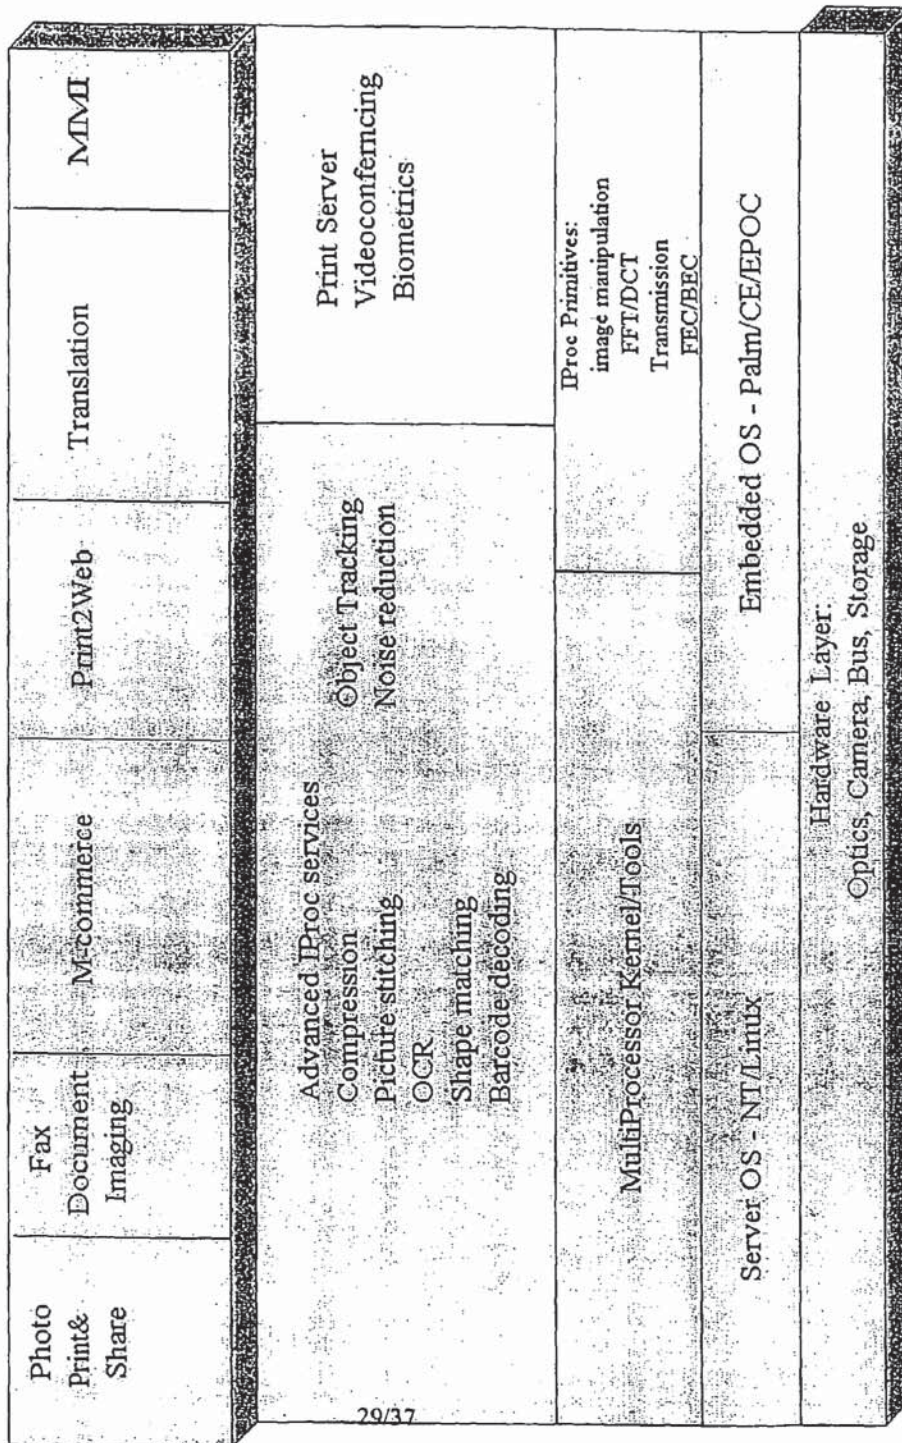 Photo
Print&
Share
Fax
Document
Imaging
M-commerce
Print2Web
Translation
MMI
Advanced IProc services
Compression
Picture stitching
OCR
Shape matching
Barcode decoding
Object Tracking
Noise reduction
Print Server
Videoconferncing
Biometrics
MultiProcessor Kernel/Tools
IProc Primitives:
image manipulation
FFT/DCT
Transmission
FEC/BEC
Server OS - NT/Linux
Embedded OS - Palm/CE/EPOC
Hardware Layer:
Optics, Camera, Bus, Storage
29/37